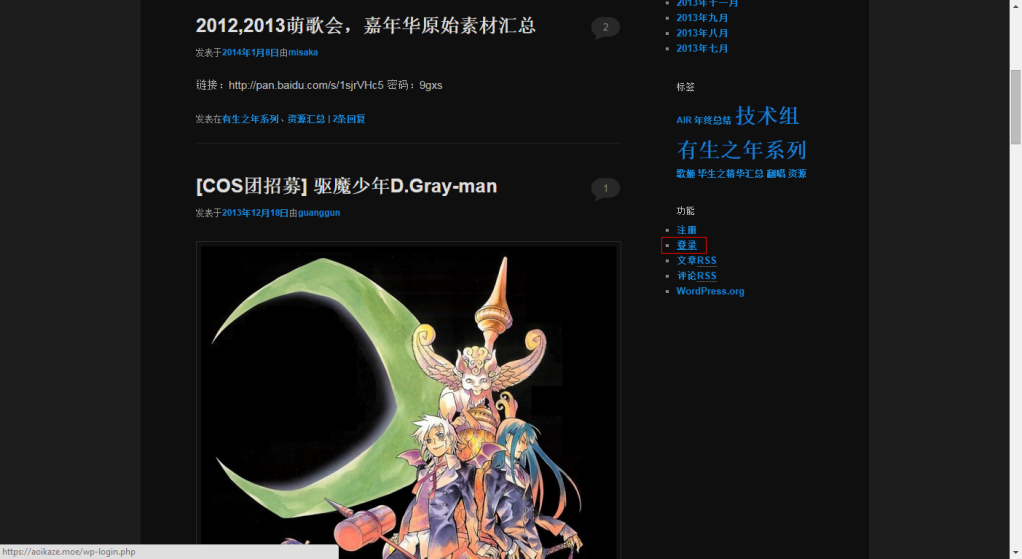 2012,2013萌歌会，嘉年华原始素材汇总
2
发表于2014年1月8日由misaka
链接：http://pan.baidu.com/s/1sjrVHc5 密码：9gxs
发表在有生之年系列、资源汇总 | 2条回复
[COS团招募] 驱魔少年D.Gray-man
1
发表于2013年12月18日由guanggun
2013年十一月
2013年九月
2013年八月
2013年七月
标签
AIR 年终总结 技术组
有生之年系列
歌姬 毕生之精华汇总 翻唱 资源
功能
注册
登录
文章RSS
评论RSS
WordPress.org
https://aoikaze.moe/wp-login.php